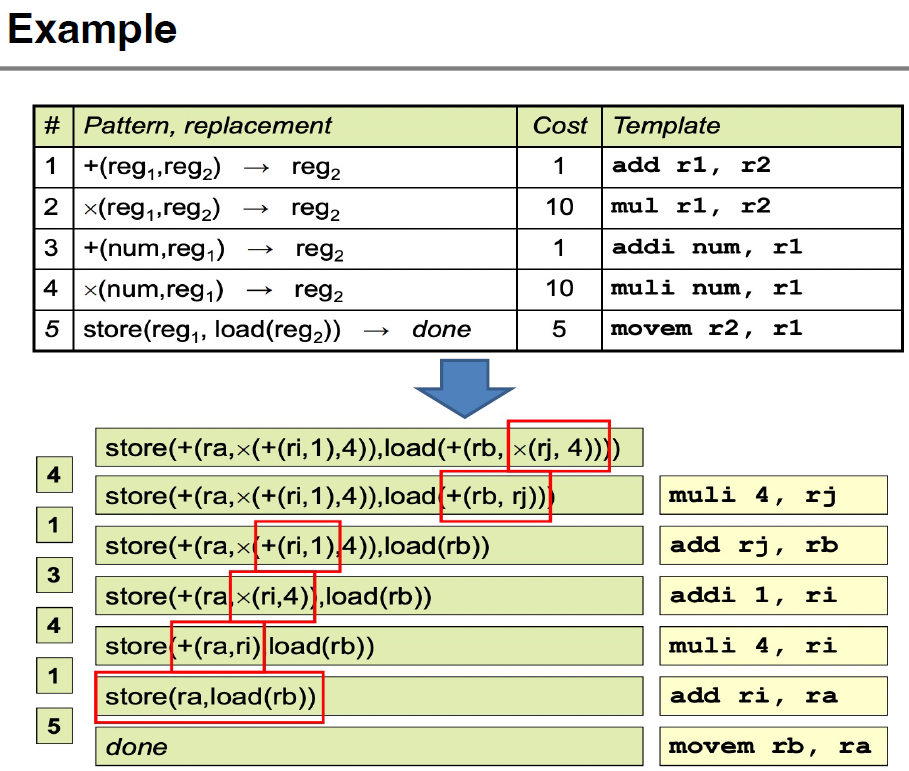 Example
# Pattern, replacement Cost Template
1 +(reg₁,reg₂) → reg₂ 1 add r1, r2
2 ×(reg₁,reg₂) → reg₂ 10 mul r1, r2
3 +(num,reg₁) → reg₂ 1 addi num, r1
4 ×(num,reg₁) → reg₂ 10 muli num, r1
5 store(reg₁, load(reg₂)) → done 5 movem r2, r1
store(+(ra,×(+(ri,1),4)),load(+(rb, ×(rj, 4))))
4
store(+(ra,×(+(ri,1),4)),load(+(rb, rj))) muli 4, rj
1
store(+(ra,×(+(ri,1),4)),load(rb)) add rj, rb
3
store(+(ra,×(ri,4)),load(rb)) addi 1, ri
4
store(+(ra,ri),load(rb)) muli 4, ri
1
store(ra,load(rb)) add ri, ra
5
done movem rb, ra